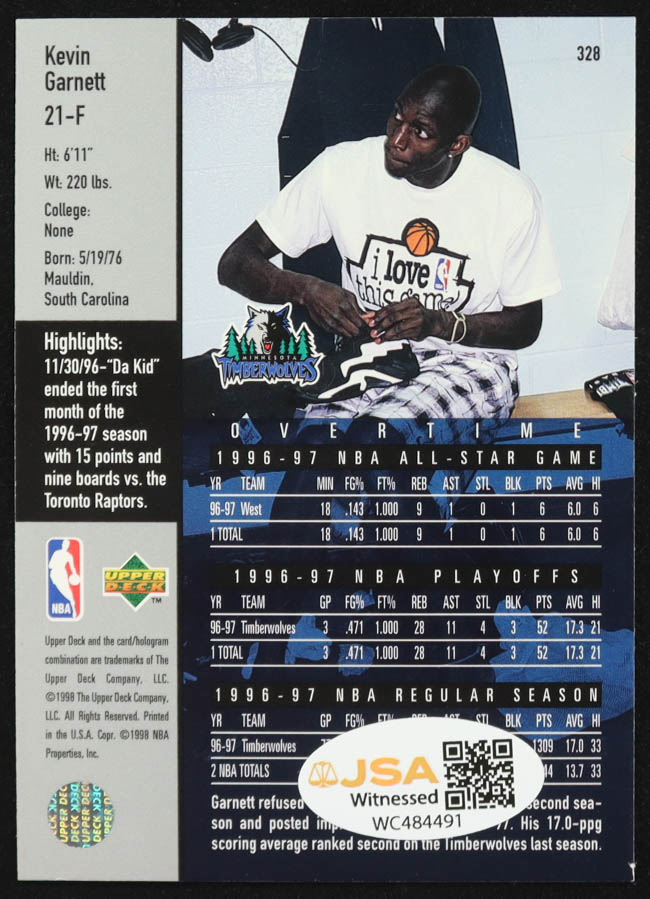 Kevin
Garnett
21-F
Ht: 6'11"
Wt: 220 lbs.
College:
None
Born: 5/19/76
Mauldin,
South Carolina
Highlights:
11/30/96-"Da Kid"
ended the first
month of the
1996-97 season
with 15 points and
nine boards vs. the
Toronto Raptors.
NBA
UPPER
DECK
TM
Upper Deck and the card/hologram
combination are trademarks of The
Upper Deck Company, LLC.
©1998 The Upper Deck Company,
LLC. All Rights Reserved. Printed
in the U.S.A. Copr. ©1998 NBA
Properties, Inc.
UPPER DECK
328
i love
this game
MINNESOTA
TIMBERWOLVES
OVERTIME
1996-97 NBA ALL-STAR GAME
YR TEAM MIN FG% FT% REB AST STL BLK PTS AVG HI
96-97 West 18 .143 1.000 9 1 0 1 6 6.0 6
1 TOTAL 18 .143 1.000 9 1 0 1 6 6.0 6
1996-97 NBA PLAYOFFS
YR TEAM GP FG% FT% REB AST STL BLK PTS AVG HI
96-97 Timberwolves 3 .471 1.000 28 11 4 3 52 17.3 21
1 TOTAL 3 .471 1.000 28 11 4 3 52 17.3 21
1996-97 NBA REGULAR SEASON
YR TEAM GP FG% BLK PTS AVG HI
96-97 Timberwolves 1309 17.0 33
2 NBA TOTALS 13.7 33
JSA
Witnessed
WC484491
Garnett refused second sea-
son and posted His 17.0-ppg
scoring average ranked second on the Timberwolves last season.